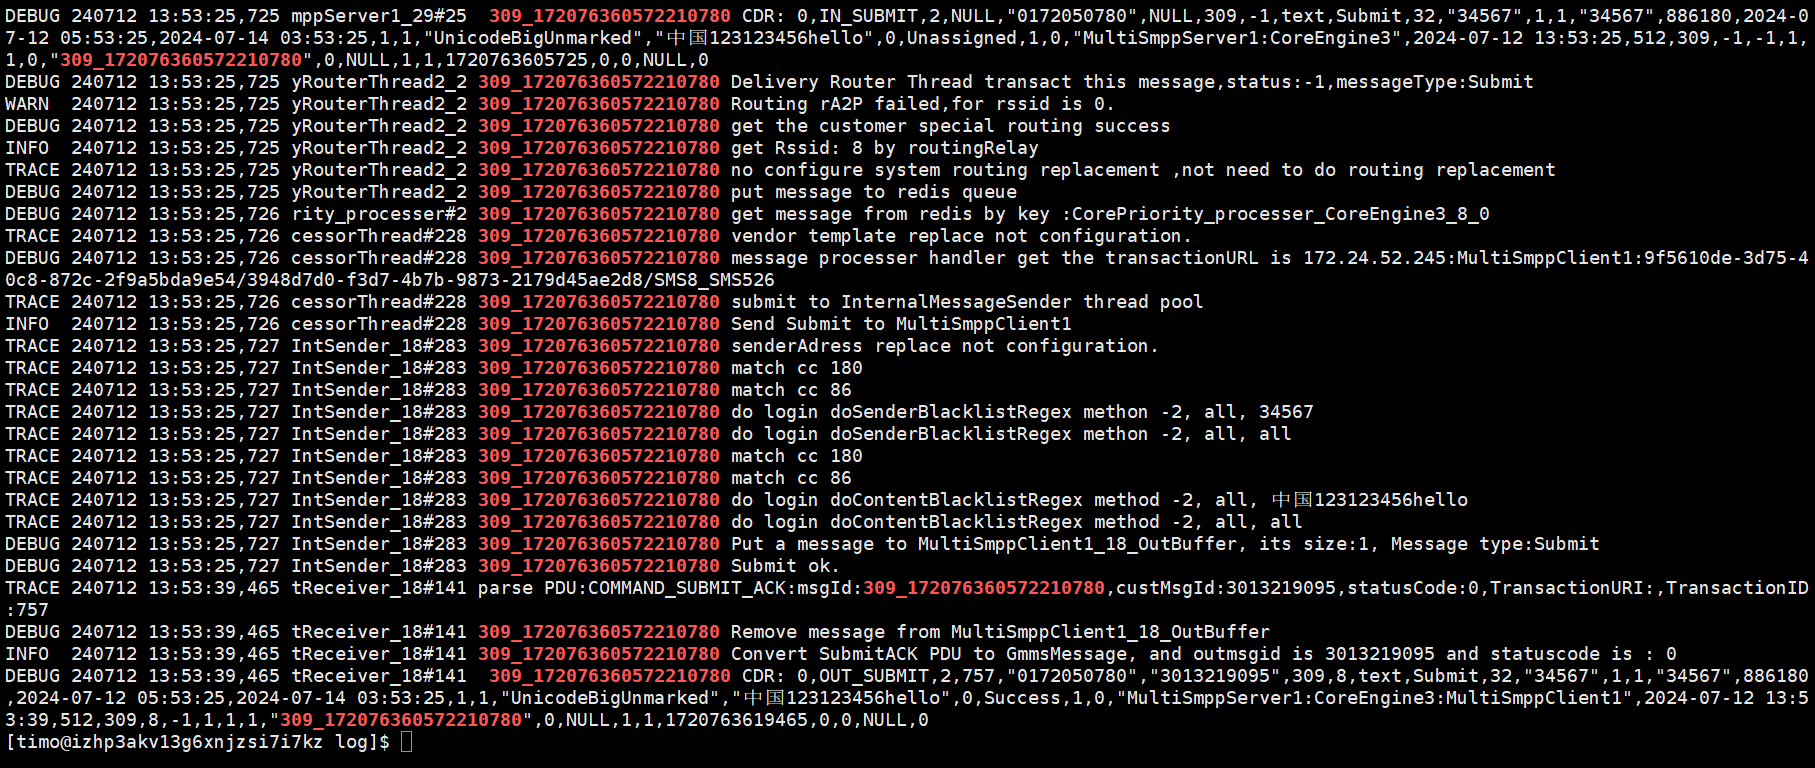 DEBUG 240712 13:53:25,725 mppServer1_29#25  309_172076360572210780 CDR: 0,IN_SUBMIT,2,NULL,"0172050780",NULL,309,-1,text,Submit,32,"34567",1,1,"34567",886180,2024-0
7-12 05:53:25,2024-07-14 03:53:25,1,1,"UnicodeBigUnmarked","中国123123456hello",0,Unassigned,1,0,"MultiSmppServer1:CoreEngine3",2024-07-12 13:53:25,512,309,-1,-1,1,
1,0,"309_172076360572210780",0,NULL,1,1,1720763605725,0,0,NULL,0
DEBUG 240712 13:53:25,725 yRouterThread2_2 309_172076360572210780 Delivery Router Thread transact this message,status:-1,messageType:Submit
WARN  240712 13:53:25,725 yRouterThread2_2 309_172076360572210780 Routing rA2P failed,for rssid is 0.
DEBUG 240712 13:53:25,725 yRouterThread2_2 309_172076360572210780 get the customer special routing success
INFO  240712 13:53:25,725 yRouterThread2_2 309_172076360572210780 get Rssid: 8 by routingRelay
TRACE 240712 13:53:25,725 yRouterThread2_2 309_172076360572210780 no configure system routing replacement ,not need to do routing replacement
DEBUG 240712 13:53:25,725 yRouterThread2_2 309_172076360572210780 put message to redis queue
DEBUG 240712 13:53:25,726 rity_processer#2 309_172076360572210780 get message from redis by key :CorePriority_processer_CoreEngine3_8_0
TRACE 240712 13:53:25,726 cessorThread#228 309_172076360572210780 vendor template replace not configuration.
DEBUG 240712 13:53:25,726 cessorThread#228 309_172076360572210780 message processer handler get the transactionURL is 172.24.52.245:MultiSmppClient1:9f5610de-3d75-4
0c8-872c-2f9a5bda9e54/3948d7d0-f3d7-4b7b-9873-2179d45ae2d8/SMS8_SMS526
TRACE 240712 13:53:25,726 cessorThread#228 309_172076360572210780 submit to InternalMessageSender thread pool
INFO  240712 13:53:25,726 cessorThread#228 309_172076360572210780 Send Submit to MultiSmppClient1
TRACE 240712 13:53:25,727 IntSender_18#283 309_172076360572210780 senderAdress replace not configuration.
TRACE 240712 13:53:25,727 IntSender_18#283 309_172076360572210780 match cc 180
TRACE 240712 13:53:25,727 IntSender_18#283 309_172076360572210780 match cc 86
TRACE 240712 13:53:25,727 IntSender_18#283 309_172076360572210780 do login doSenderBlacklistRegex methon -2, all, 34567
TRACE 240712 13:53:25,727 IntSender_18#283 309_172076360572210780 do login doSenderBlacklistRegex methon -2, all, all
TRACE 240712 13:53:25,727 IntSender_18#283 309_172076360572210780 match cc 180
TRACE 240712 13:53:25,727 IntSender_18#283 309_172076360572210780 match cc 86
TRACE 240712 13:53:25,727 IntSender_18#283 309_172076360572210780 do login doContentBlacklistRegex method -2, all, 中国123123456hello
TRACE 240712 13:53:25,727 IntSender_18#283 309_172076360572210780 do login doContentBlacklistRegex method -2, all, all
DEBUG 240712 13:53:25,727 IntSender_18#283 309_172076360572210780 Put a message to MultiSmppClient1_18_OutBuffer, its size:1, Message type:Submit
DEBUG 240712 13:53:25,727 IntSender_18#283 309_172076360572210780 Submit ok.
TRACE 240712 13:53:39,465 tReceiver_18#141 parse PDU:COMMAND_SUBMIT_ACK:msgId:309_172076360572210780,custMsgId:3013219095,statusCode:0,TransactionURI:,TransactionID
:757
DEBUG 240712 13:53:39,465 tReceiver_18#141 309_172076360572210780 Remove message from MultiSmppClient1_18_OutBuffer
INFO  240712 13:53:39,465 tReceiver_18#141 309_172076360572210780 Convert SubmitACK PDU to GmmsMessage, and outmsgid is 3013219095 and statuscode is : 0
DEBUG 240712 13:53:39,465 tReceiver_18#141  309_172076360572210780 CDR: 0,OUT_SUBMIT,2,757,"0172050780","3013219095",309,8,text,Submit,32,"34567",1,1,"34567",886180
,2024-07-12 05:53:25,2024-07-14 03:53:25,1,1,"UnicodeBigUnmarked","中国123123456hello",0,Success,1,0,"MultiSmppServer1:CoreEngine3:MultiSmppClient1",2024-07-12 13:5
3:39,512,309,8,-1,1,1,1,"309_172076360572210780",0,NULL,1,1,1720763619465,0,0,NULL,0
[timo@izhp3akv13g6xnjzsi7i7kz log]$